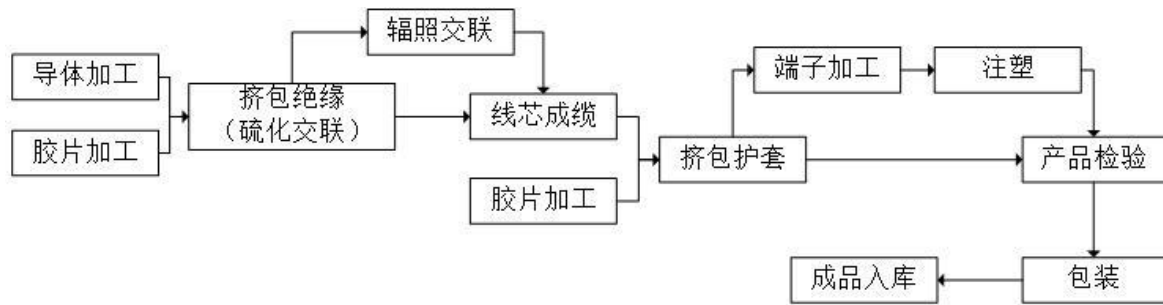 辐照交联
导体加工
端子加工
注塑
挤包绝缘
（硫化交联）
线芯成缆
胶片加工
挤包护套
产品检验
胶片加工
成品入库
包装